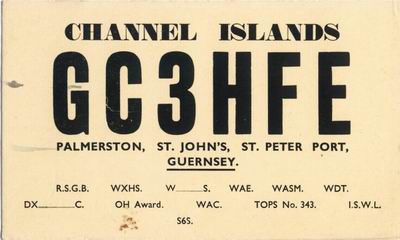 CHANNEL ISLANDS
GC3HFE
PALMERSTON, ST. JOHN'S, ST. PETER PORT,
GUERNSEY.
R.S.G.B. WXHS. W......S. WAE. WASM. WDT.
DX............C. OH Award. WAC. TOPS No. 343. I.S.W.L.
S6S.